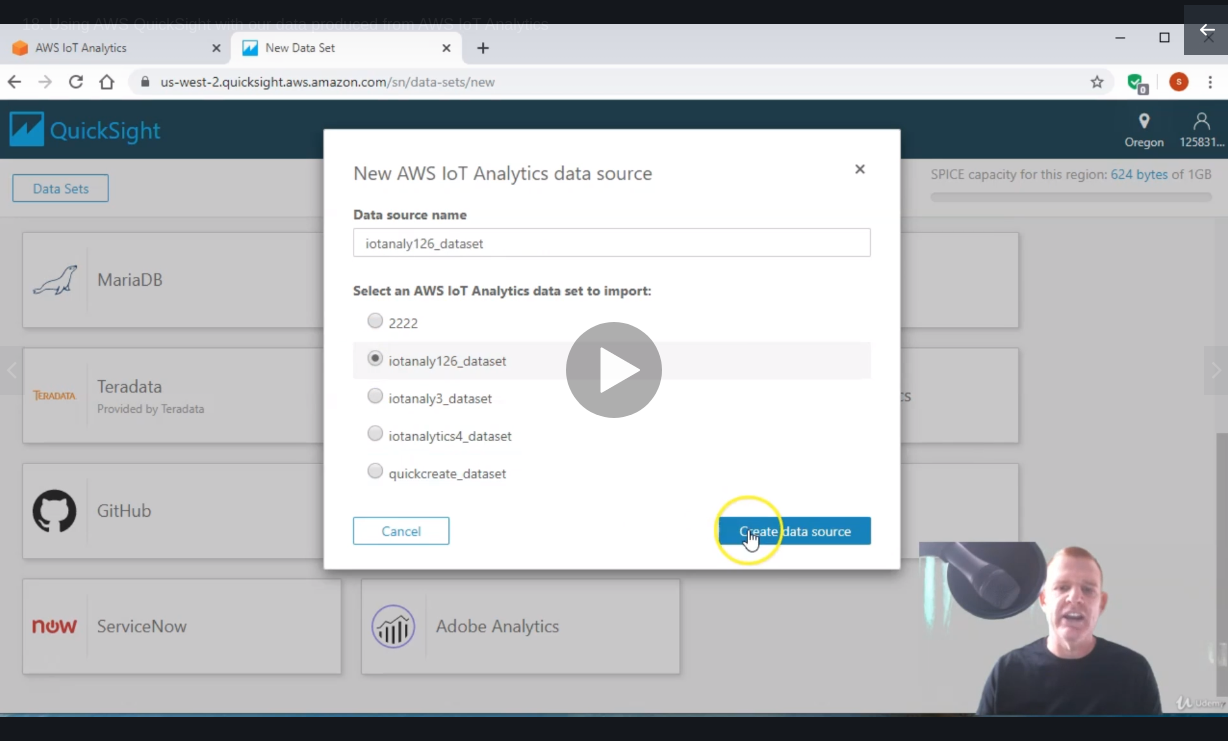 18. Using AWS QuickSight with our data produced from AWS IoT Analytics
AWS IoT Analytics
New Data Set
us-west-2.quicksight.aws.amazon.com/sn/data-sets/new
0
s
QuickSight
Oregon
125831...
Data Sets
SPICE capacity for this region: 624 bytes of 1GB
New AWS IoT Analytics data source
Data source name
iotanaly126_dataset
Select an AWS IoT Analytics data set to import:
2222
iotanaly126_dataset
iotanaly3_dataset
iotanalytics4_dataset
quickcreate_dataset
Cancel
Create data source
MariaDB
TERADATA
Teradata
Provided by Teradata
cs
GitHub
now
ServiceNow
Adobe Analytics
Udemy